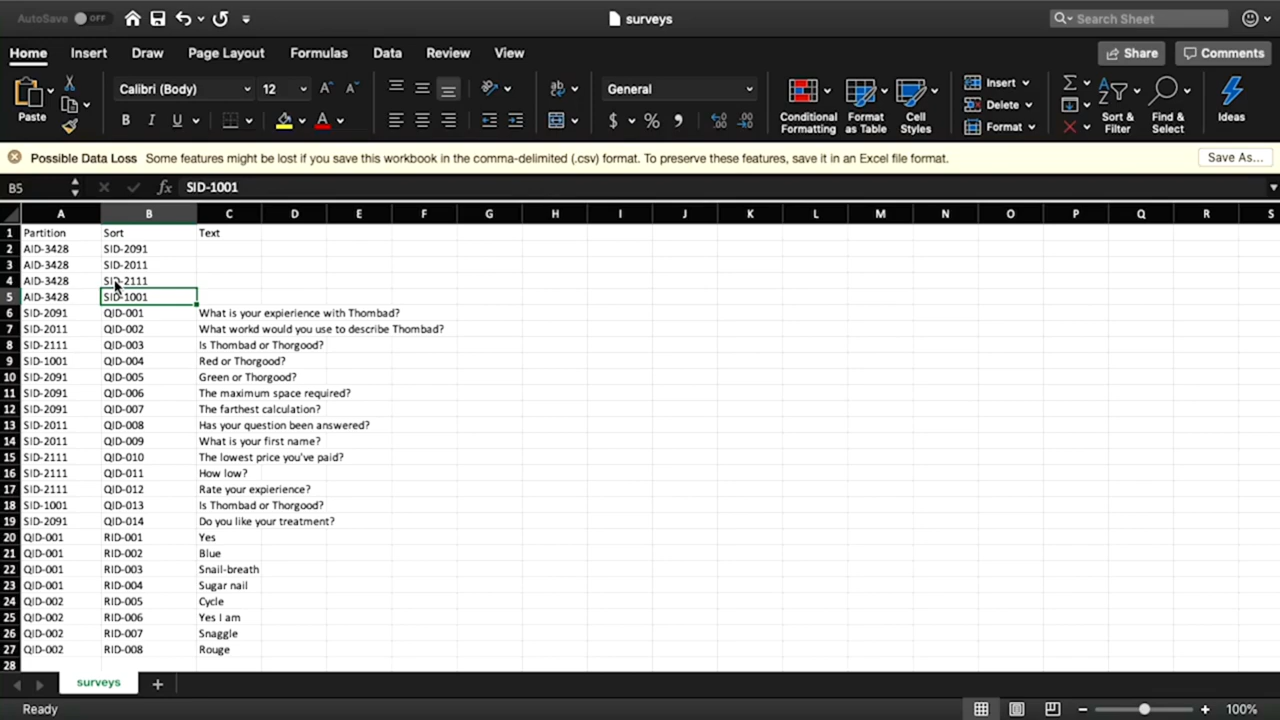 AutoSave OFF surveys Search Sheet
Home Insert Draw Page Layout Formulas Data Review View Share Comments
Paste Calibri (Body) 12 General Conditional Formatting Format as Table Cell Styles Insert Delete Format Sort & Filter Find & Select Ideas
Possible Data Loss Some features might be lost if you save this workbook in the comma-delimited (.csv) format. To preserve these features, save it in an Excel file format. Save As...
B5 fx SID-1001
A B C D E F G H I J K L M N O P Q R S
1 Partition Sort Text
2 AID-3428 SID-2091
3 AID-3428 SID-2011
4 AID-3428 SID-2111
5 AID-3428 SID-1001
6 SID-2091 QID-001 What is your expierience with Thombad?
7 SID-2011 QID-002 What workd would you use to describe Thombad?
8 SID-2111 QID-003 Is Thombad or Thorgood?
9 SID-1001 QID-004 Red or Thorgood?
10 SID-2091 QID-005 Green or Thorgood?
11 SID-2091 QID-006 The maximum space required?
12 SID-2091 QID-007 The farthest calculation?
13 SID-2011 QID-008 Has your question been answered?
14 SID-2011 QID-009 What is your first name?
15 SID-2111 QID-010 The lowest price you've paid?
16 SID-2111 QID-011 How low?
17 SID-2111 QID-012 Rate your expierience?
18 SID-1001 QID-013 Is Thombad or Thorgood?
19 SID-2091 QID-014 Do you like your treatment?
20 QID-001 RID-001 Yes
21 QID-001 RID-002 Blue
22 QID-001 RID-003 Snail-breath
23 QID-001 RID-004 Sugar nail
24 QID-002 RID-005 Cycle
25 QID-002 RID-006 Yes I am
26 QID-002 RID-007 Snaggle
27 QID-002 RID-008 Rouge
28
surveys
Ready 100%